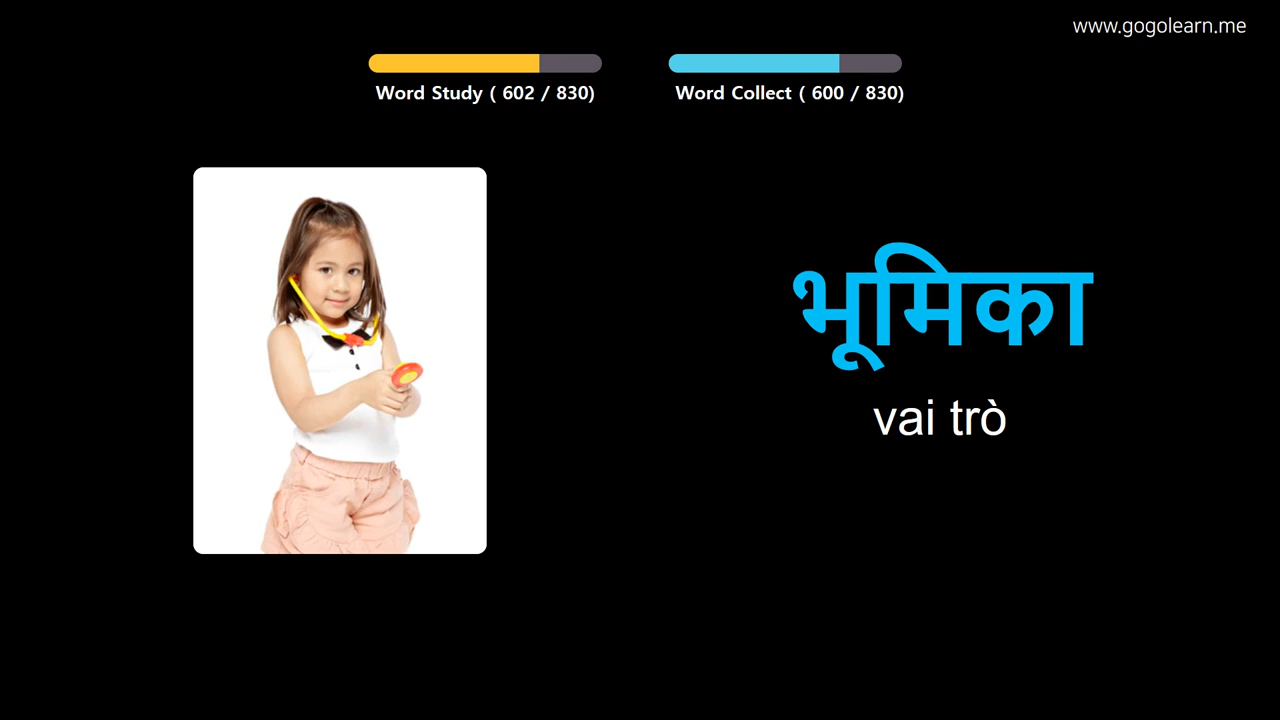 www.gogolearn.me
Word Study ( 602 / 830)
Word Collect ( 600 / 830)
भूमिका
vai trò